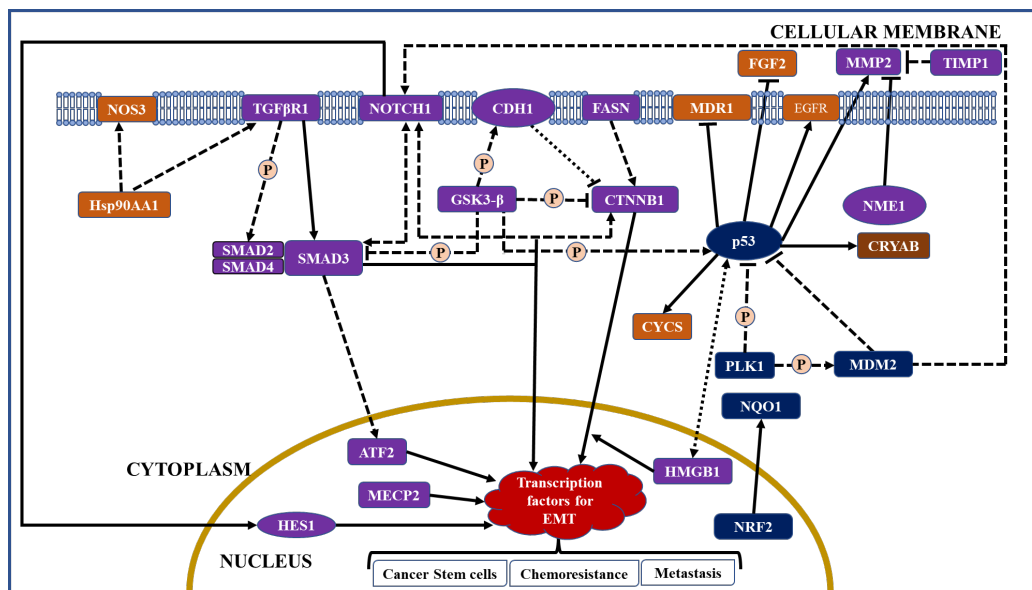 CELLULAR MEMBRANE
FGF2
MMP2
TIMP1
NOS3
TGFβR1
NOTCH1
CDH1
FASN
MDR1
EGFR
P
P
Hsp90AA1
GSK3-β
P
CTNNB1
NME1
SMAD2
SMAD4
SMAD3
P
P
p53
CRYAB
CYCS
P
PLK1
P
MDM2
NQO1
ATF2
CYTOPLASM
HMGB1
MECP2
Transcription
factors for
EMT
HES1
NRF2
NUCLEUS
Cancer Stem cells
Chemoresistance
Metastasis